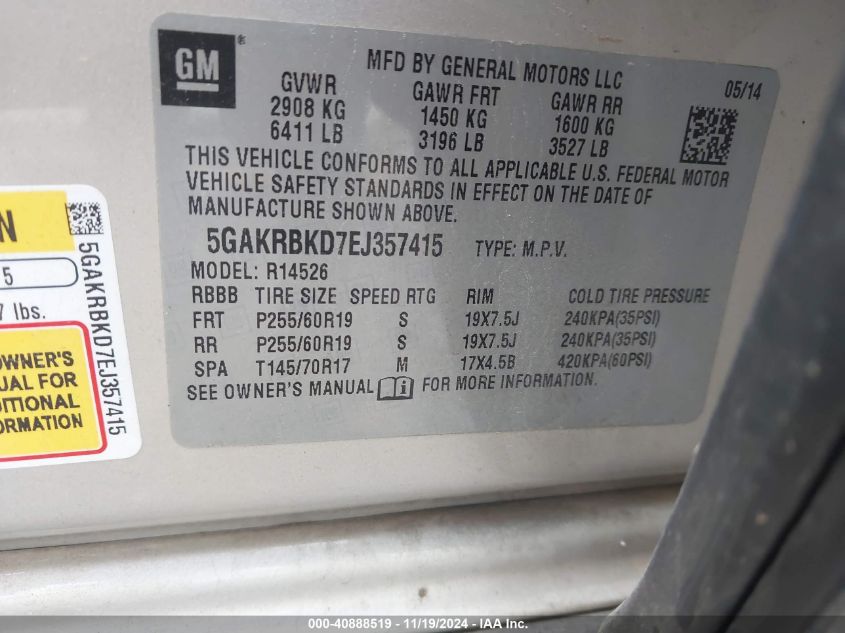 GM
MFD BY GENERAL MOTORS LLC
05/14
GVWR GAWR FRT GAWR RR
2908 KG 1450 KG 1600 KG
6411 LB 3196 LB 3527 LB
THIS VEHICLE CONFORMS TO ALL APPLICABLE U.S. FEDERAL MOTOR
VEHICLE SAFETY STANDARDS IN EFFECT ON THE DATE OF
MANUFACTURE SHOWN ABOVE.
5GAKRBKD7EJ357415 TYPE: M.P.V.
MODEL: R14526
RBBB TIRE SIZE SPEED RTG RIM COLD TIRE PRESSURE
FRT P255/60R19 S 19X7.5J 240KPA(35PSI)
RR P255/60R19 S 19X7.5J 240KPA(35PSI)
SPA T145/70R17 M 17X4.5B 420KPA(60PSI)
SEE OWNER'S MANUAL FOR MORE INFORMATION.
N
5
7 lbs.
OWNER'S
UAL FOR
DITIONAL
ORMATION
5GAKRBKD7EJ357415
000-40888519 - 11/19/2024 - IAA Inc.